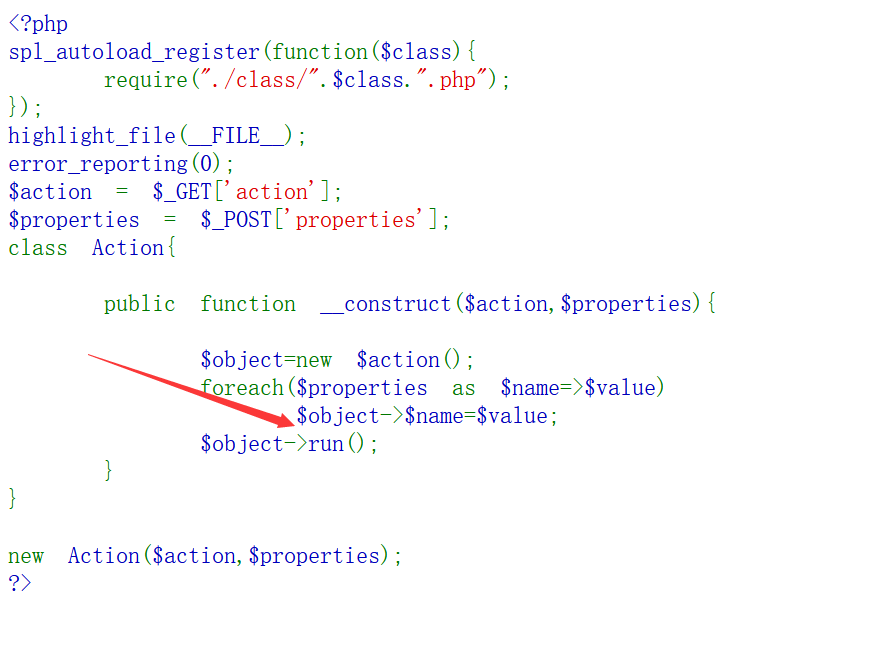 <?php
spl_autoload_register(function($class){
        require("./class/".$class.".php");
});
highlight_file(__FILE__);
error_reporting(0);
$action = $_GET['action'];
$properties = $_POST['properties'];
class Action{

        public function __construct($action,$properties){

                $object=new $action();
                foreach($properties as $name=>$value)
                        $object->$name=$value;
                $object->run();
        }
}

new Action($action,$properties);
?>